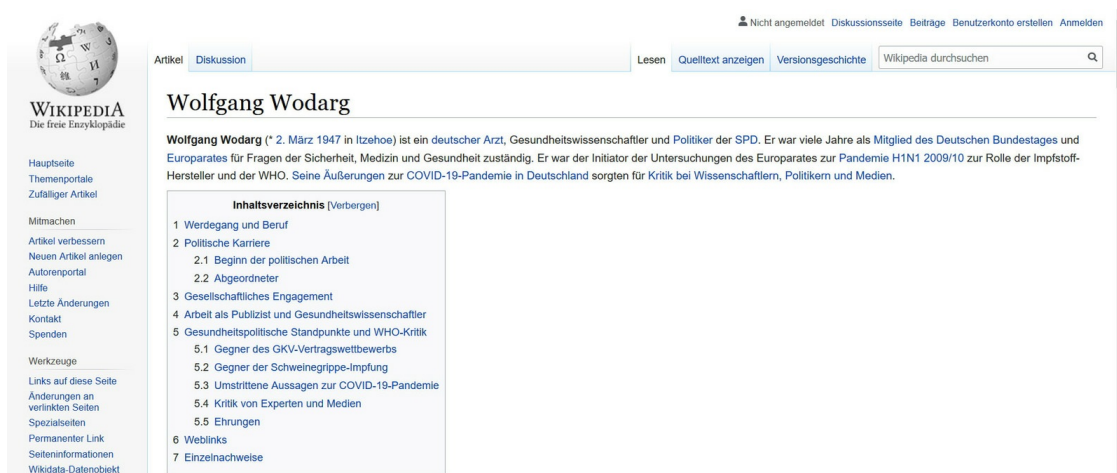 Nicht angemeldet Diskussionsseite Beiträge Benutzerkonto erstellen Anmelden
Artikel Diskussion Lesen Quelltext anzeigen Versionsgeschichte Wikipedia durchsuchen
WIKIPEDIA
Die freie Enzyklopädie
Hauptseite
Themenportale
Zufälliger Artikel
Mitmachen
Artikel verbessern
Neuen Artikel anlegen
Autorenportal
Hilfe
Letzte Änderungen
Kontakt
Spenden
Werkzeuge
Links auf diese Seite
Änderungen an
verlinkten Seiten
Spezialseiten
Permanenter Link
Seiteninformationen
Wikidata-Datenobjekt
Wolfgang Wodarg
Wolfgang Wodarg (* 2. März 1947 in Itzehoe) ist ein deutscher Arzt, Gesundheitswissenschaftler und Politiker der SPD. Er war viele Jahre als Mitglied des Deutschen Bundestages und
Europarates für Fragen der Sicherheit, Medizin und Gesundheit zuständig. Er war der Initiator der Untersuchungen des Europarates zur Pandemie H1N1 2009/10 zur Rolle der Impfstoff-
Hersteller und der WHO. Seine Äußerungen zur COVID-19-Pandemie in Deutschland sorgten für Kritik bei Wissenschaftlern, Politikern und Medien.
Inhaltsverzeichnis [Verbergen]
1 Werdegang und Beruf
2 Politische Karriere
2.1 Beginn der politischen Arbeit
2.2 Abgeordneter
3 Gesellschaftliches Engagement
4 Arbeit als Publizist und Gesundheitswissenschaftler
5 Gesundheitspolitische Standpunkte und WHO-Kritik
5.1 Gegner des GKV-Vertragswettbewerbs
5.2 Gegner der Schweinegrippe-Impfung
5.3 Umstrittene Aussagen zur COVID-19-Pandemie
5.4 Kritik von Experten und Medien
5.5 Ehrungen
6 Weblinks
7 Einzelnachweise